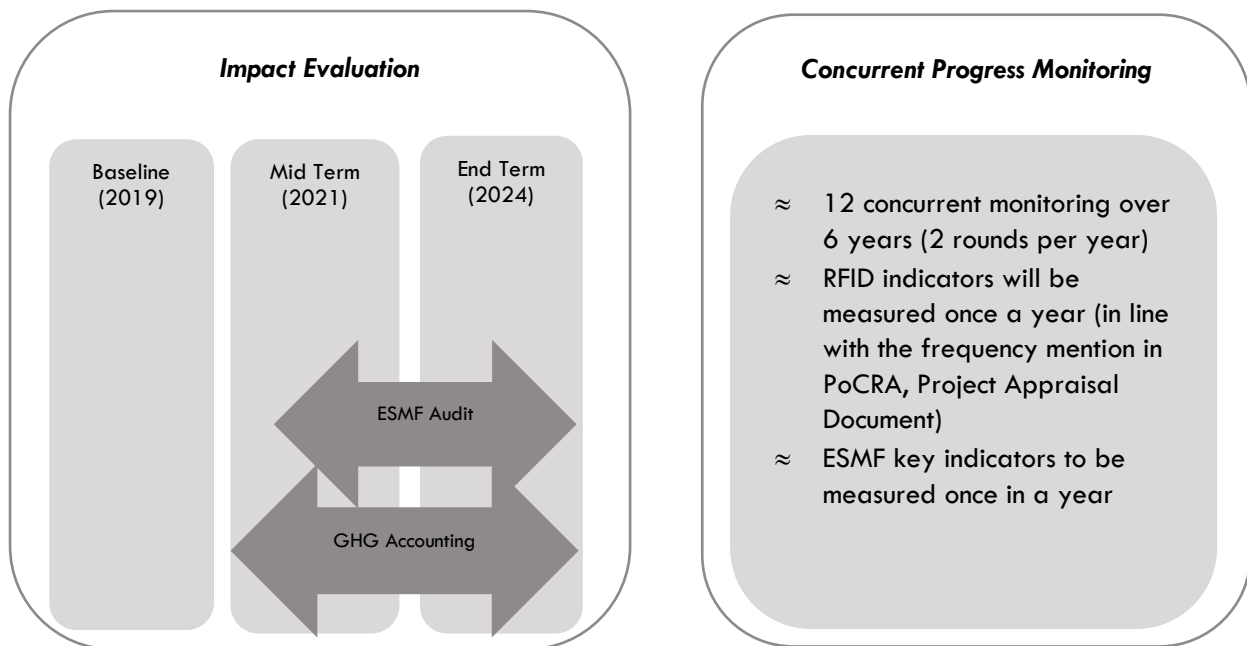 Impact Evaluation
Baseline
(2019)
Mid Term
(2021)
End Term
(2024)
ESMF Audit
GHG Accounting
Concurrent Progress Monitoring
≈ 12 concurrent monitoring over
6 years (2 rounds per year)
≈ RFID indicators will be
measured once a year (in line
with the frequency mention in
PoCRA, Project Appraisal
Document)
≈ ESMF key indicators to be
measured once in a year